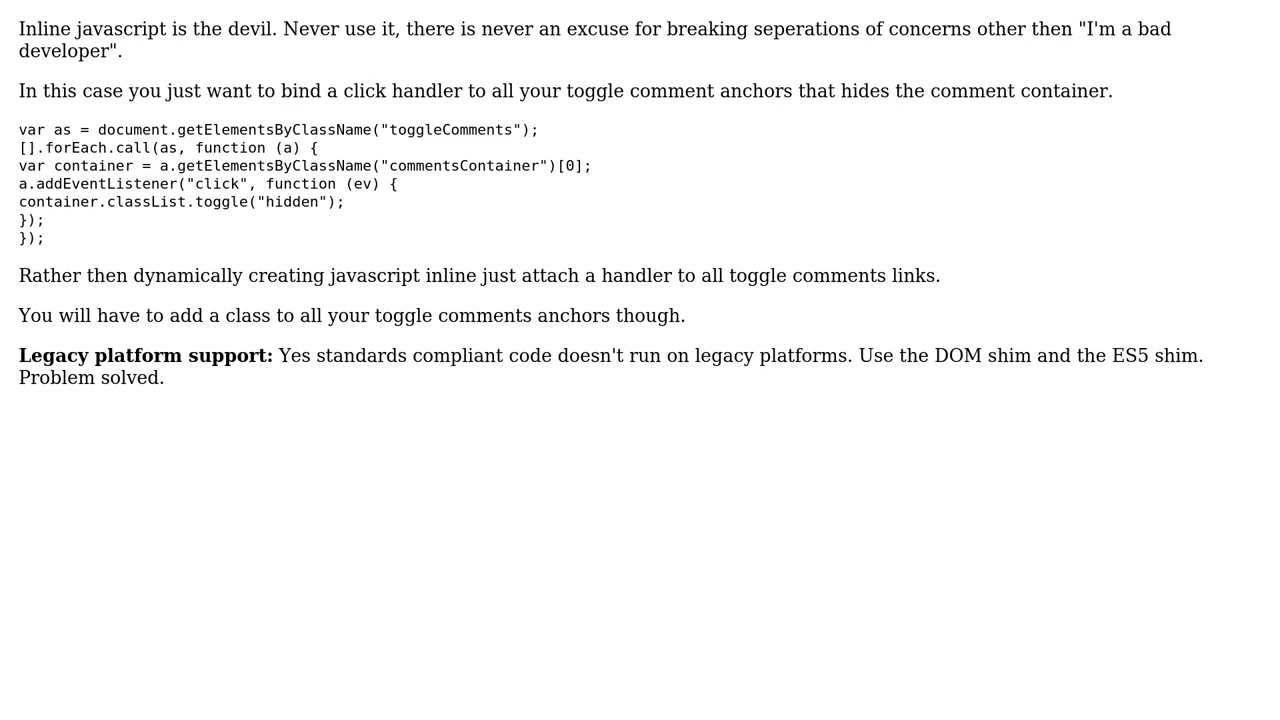 Inline javascript is the devil. Never use it, there is never an excuse for breaking seperations of concerns other then "I'm a bad
developer".
In this case you just want to bind a click handler to all your toggle comment anchors that hides the comment container.
var as = document.getElementsByClassName("toggleComments");
[].forEach.call(as, function (a) {
var container = a.getElementsByClassName("commentsContainer")[0];
a.addEventListener("click", function (ev) {
container.classList.toggle("hidden");
});
});
Rather then dynamically creating javascript inline just attach a handler to all toggle comments links.
You will have to add a class to all your toggle comments anchors though.
Legacy platform support: Yes standards compliant code doesn't run on legacy platforms. Use the DOM shim and the ES5 shim.
Problem solved.